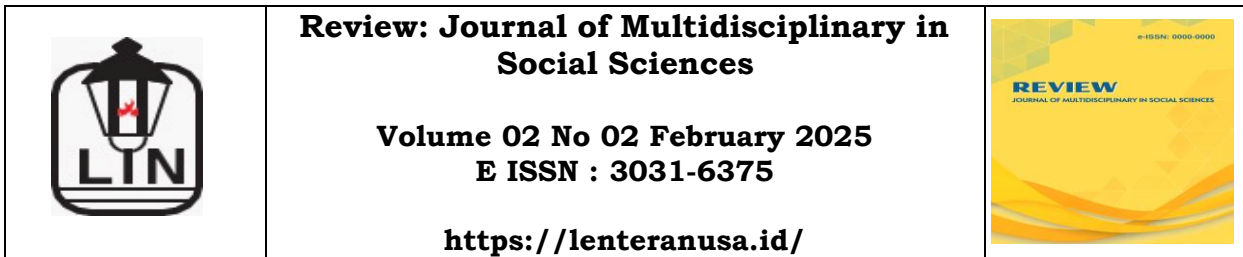 LIN
Review: Journal of Multidisciplinary in
Social Sciences
Volume 02 No 02 February 2025
E ISSN : 3031-6375
https://lenteranusa.id/
e-ISSN: 0000-0000
REVIEW
JOURNAL OF MULTIDISCIPLINARY IN SOCIAL SCIENCES